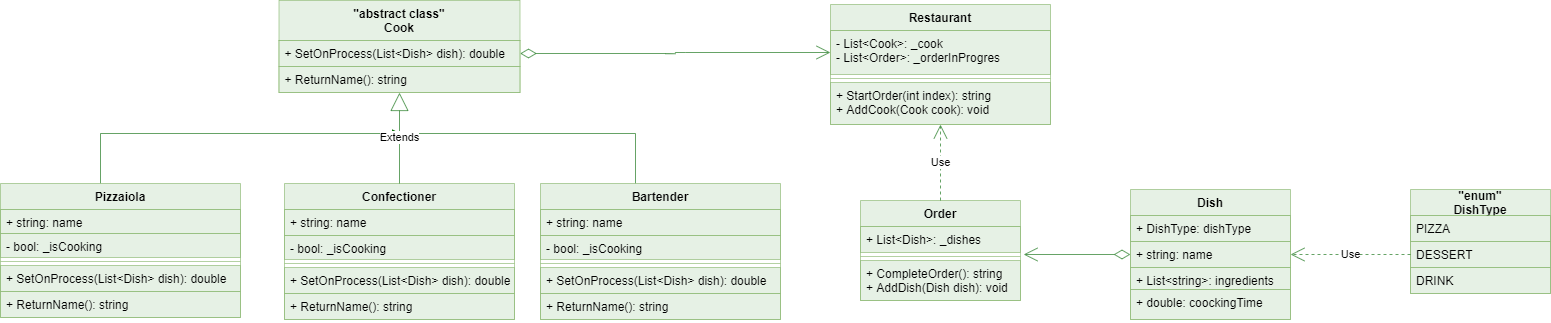 "abstract class"
Cook
+ SetOnProcess(List<Dish> dish): double
+ ReturnName(): string
Restaurant
- List<Cook>: _cook
- List<Order>: _orderInProgres
+ StartOrder(int index): string
+ AddCook(Cook cook): void
Extends
Use
Pizzaiola
+ string: name
- bool: _isCooking
+ SetOnProcess(List<Dish> dish): double
+ ReturnName(): string
Confectioner
+ string: name
- bool: _isCooking
+ SetOnProcess(List<Dish> dish): double
+ ReturnName(): string
Bartender
+ string: name
- bool: _isCooking
+ SetOnProcess(List<Dish> dish): double
+ ReturnName(): string
Order
+ List<Dish>: _dishes
+ CompleteOrder(): string
+ AddDish(Dish dish): void
Dish
+ DishType: dishType
+ string: name
+ List<string>: ingredients
+ double: coockingTime
Use
"enum"
DishType
PIZZA
DESSERT
DRINK